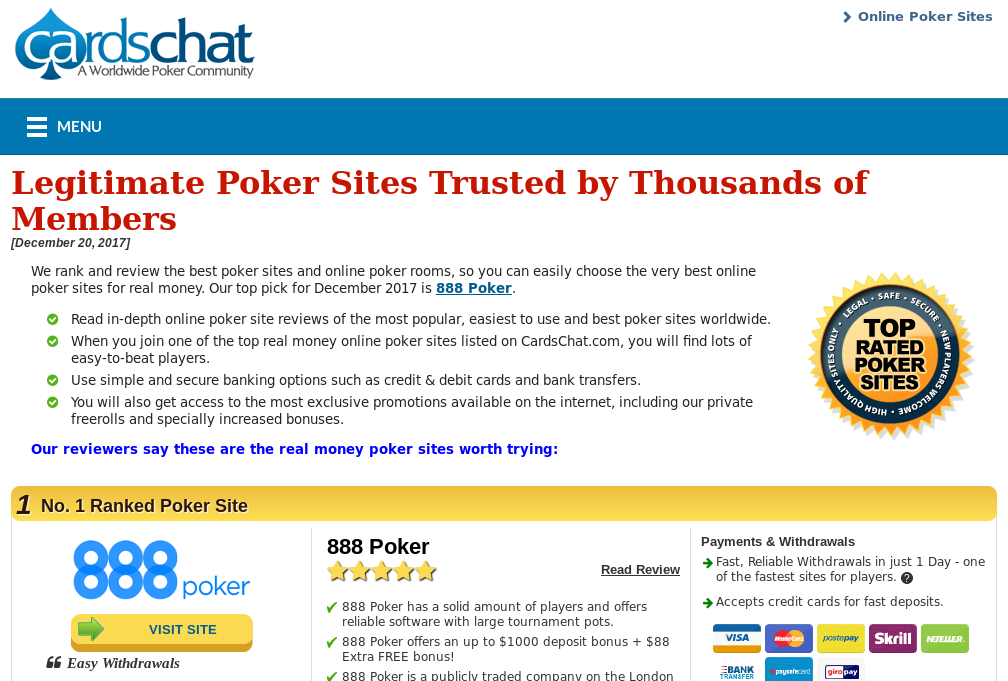 cardschat
A Worldwide Poker Community
Online Poker Sites
MENU
Legitimate Poker Sites Trusted by Thousands of
Members
[December 20, 2017]
We rank and review the best poker sites and online poker rooms, so you can easily choose the very best online
poker sites for real money. Our top pick for December 2017 is 888 Poker.
Read in-depth online poker site reviews of the most popular, easiest to use and best poker sites worldwide.
When you join one of the top real money online poker sites listed on CardsChat.com, you will find lots of
easy-to-beat players.
Use simple and secure banking options such as credit & debit cards and bank transfers.
You will also get access to the most exclusive promotions available on the internet, including our private
freerolls and specially increased bonuses.
LEGAL • SAFE • SECURE • NEW PLAYERS WELCOME • HIGH QUALITY SITES ONLY •
TOP
RATED
POKER
SITES
Our reviewers say these are the real money poker sites worth trying:
1 No. 1 Ranked Poker Site
888 poker
VISIT SITE
Easy Withdrawals
888 Poker
Read Review
888 Poker has a solid amount of players and offers
reliable software with large tournament pots.
888 Poker offers an up to $1000 deposit bonus + $88
Extra FREE bonus!
888 Poker is a publicly traded company on the London
Payments & Withdrawals
Fast, Reliable Withdrawals in just 1 Day - one
of the fastest sites for players. ?
Accepts credit cards for fast deposits.
VISA MasterCard postepay Skrill NETELLER.
BANK TRANSFER paysafecard giropay